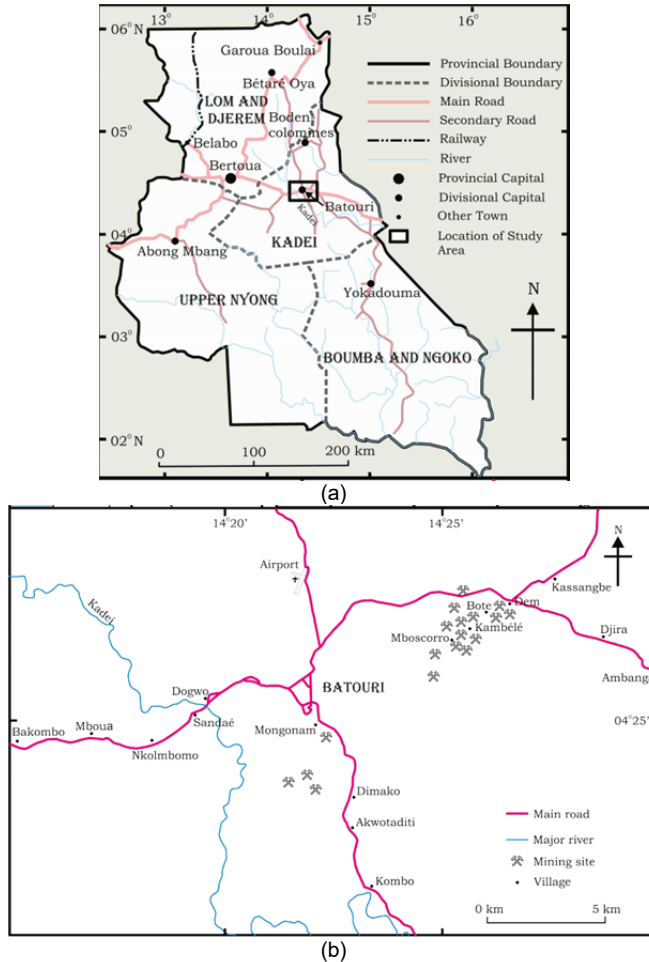 13° 14° 15° 16°
06°N
Garoua Boulai
Bétaré Oya
LOM AND
DJEREM
Boden
colommes
05°
Belabo
Bertoua
Batouri
Kadei
04°
KADEI
Abong Mbang
UPPER NYONG
Yokadouma
03°
BOUMBA AND NGOKO
02°N
0 100 200 km
Provincial Boundary
Divisional Boundary
Main Road
Secondary Road
Railway
River
Provincial Capital
Divisional Capital
Other Town
Location of Study
Area
N
(a)
14°20' 14°25'
N
Airport
Kassangbe
Kadei
Dem
Bote
Kambélé
Mboscorro
Djira
Ambanga
BATOURI
Dogwo
04°25'
Sandaé
Mongonam
Bakombo
Mboua
Nkolmbomo
Dimako
Akwotaditi
Kombo
Main road
Major river
Mining site
Village
0 km 5 km
(b)